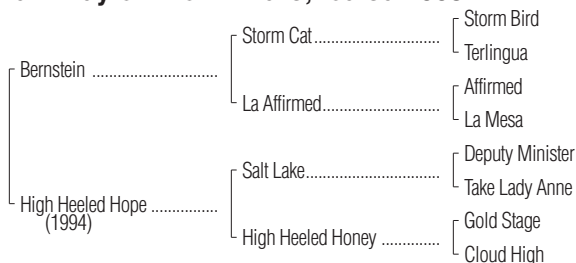 Storm Bird
Storm Cat........................................
Terlingua
Bernstein ........................................
Affirmed
La Affirmed.....................................
La Mesa
Deputy Minister
Salt Lake..........................................
Take Lady Anne
High Heeled Hope .....................
(1994)
Gold Stage
High Heeled Honey ..................
Cloud High